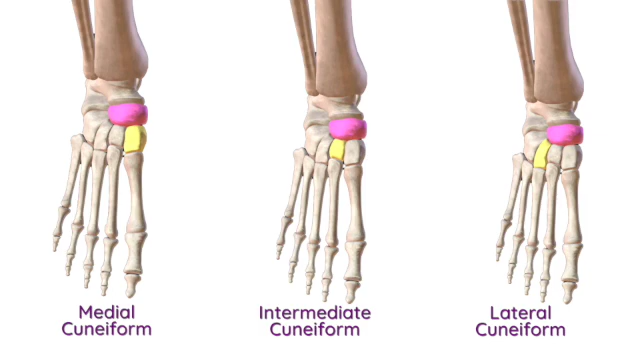 Medial
Cuneiform
Intermediate
Cuneiform
Lateral
Cuneiform